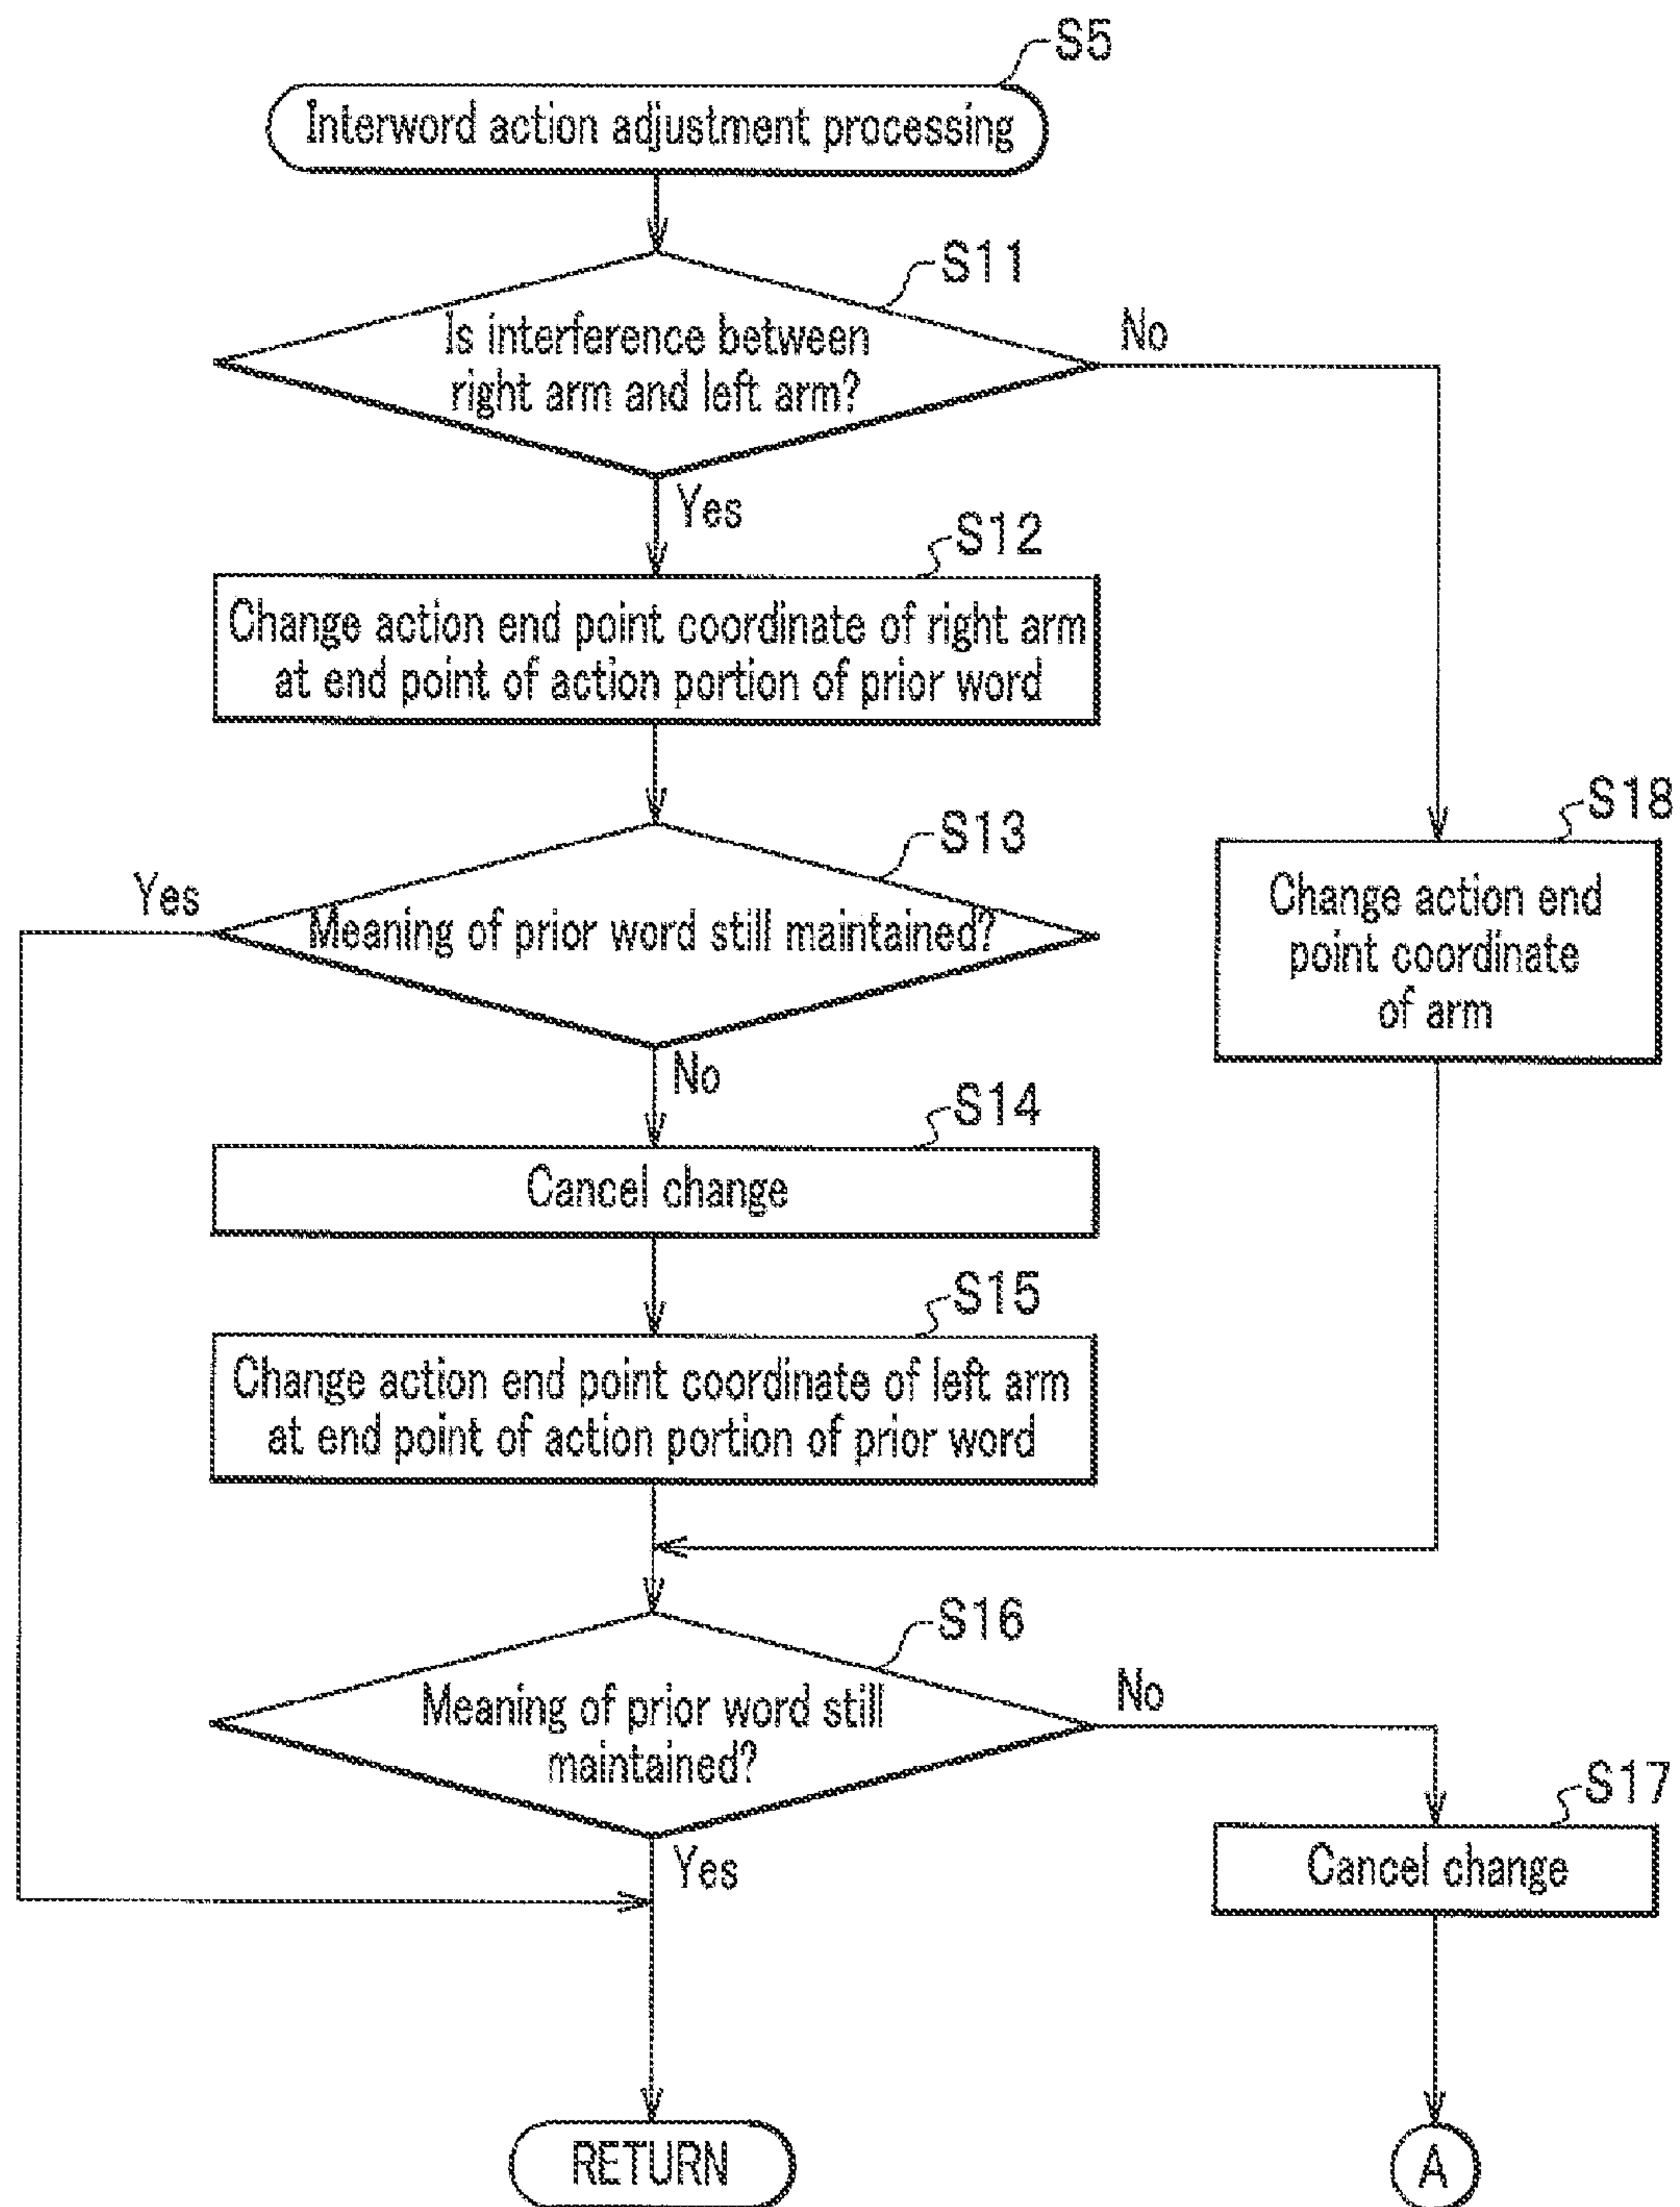 S5
Interword action adjustment processing
S11
Is interference between
right arm and left arm?
No
Yes
S12
Change action end point coordinate of right arm
at end point of action portion of prior word
S13
Yes
Meaning of prior word still maintained?
No
S18
Change action end
point coordinate
of arm
S14
Cancel change
S15
Change action end point coordinate of left arm
at end point of action portion of prior word
S16
Meaning of prior word still
maintained?
No
Yes
S17
Cancel change
RETURN
A